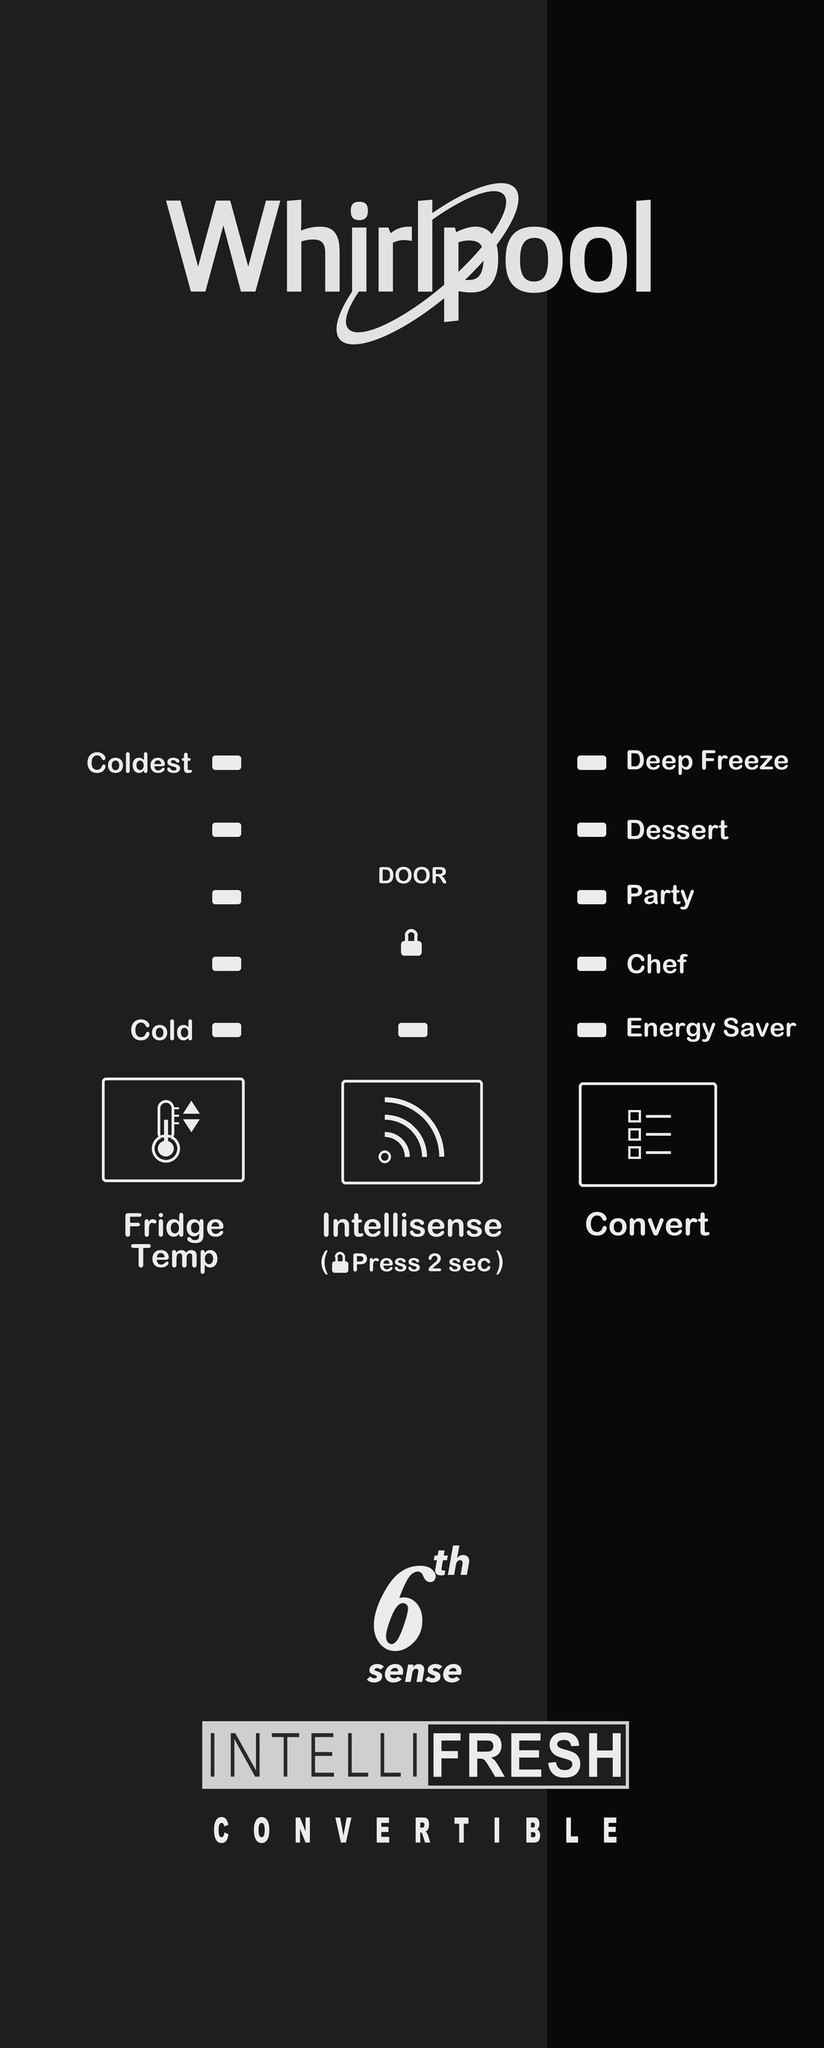 Whirlpool
Coldest
Cold
Fridge
Temp
DOOR
Intellisense
(Press 2 sec)
Deep Freeze
Dessert
Party
Chef
Energy Saver
Convert
6th
sense
INTELLIFRESH
CONVERTIBLE